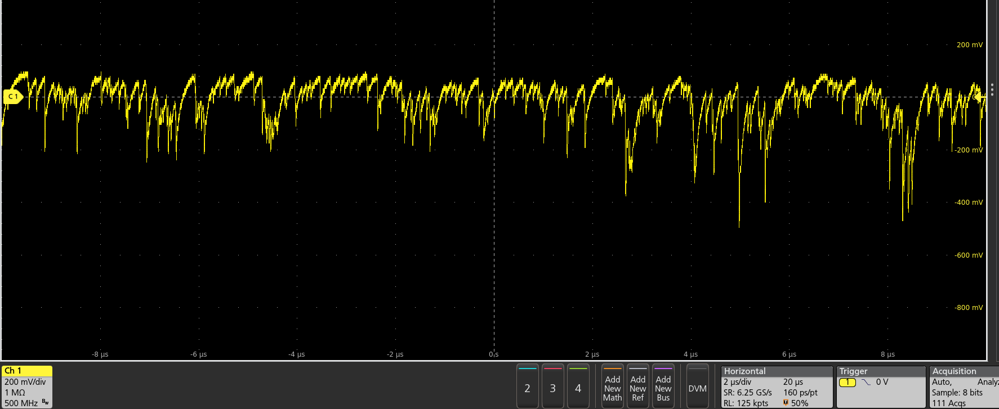 200 mV
C 1
-200 mV
-400 mV
-600 mV
-800 mV
-8 µs
-6 µs
-4 µs
-2 µs
0 s
2 µs
4 µs
6 µs
8 µs
Ch 1
200 mV/div
1 MΩ
500 MHz Bw
2
3
4
Add
New
Math
Add
New
Ref
Add
New
Bus
DVM
Horizontal
2 µs/div 20 µs
SR: 6.25 GS/s 160 ps/pt
RL: 125 kpts T 50%
Trigger
1 0 V
Acquisition
Auto, Analyz
Sample: 8 bits
111 Acqs